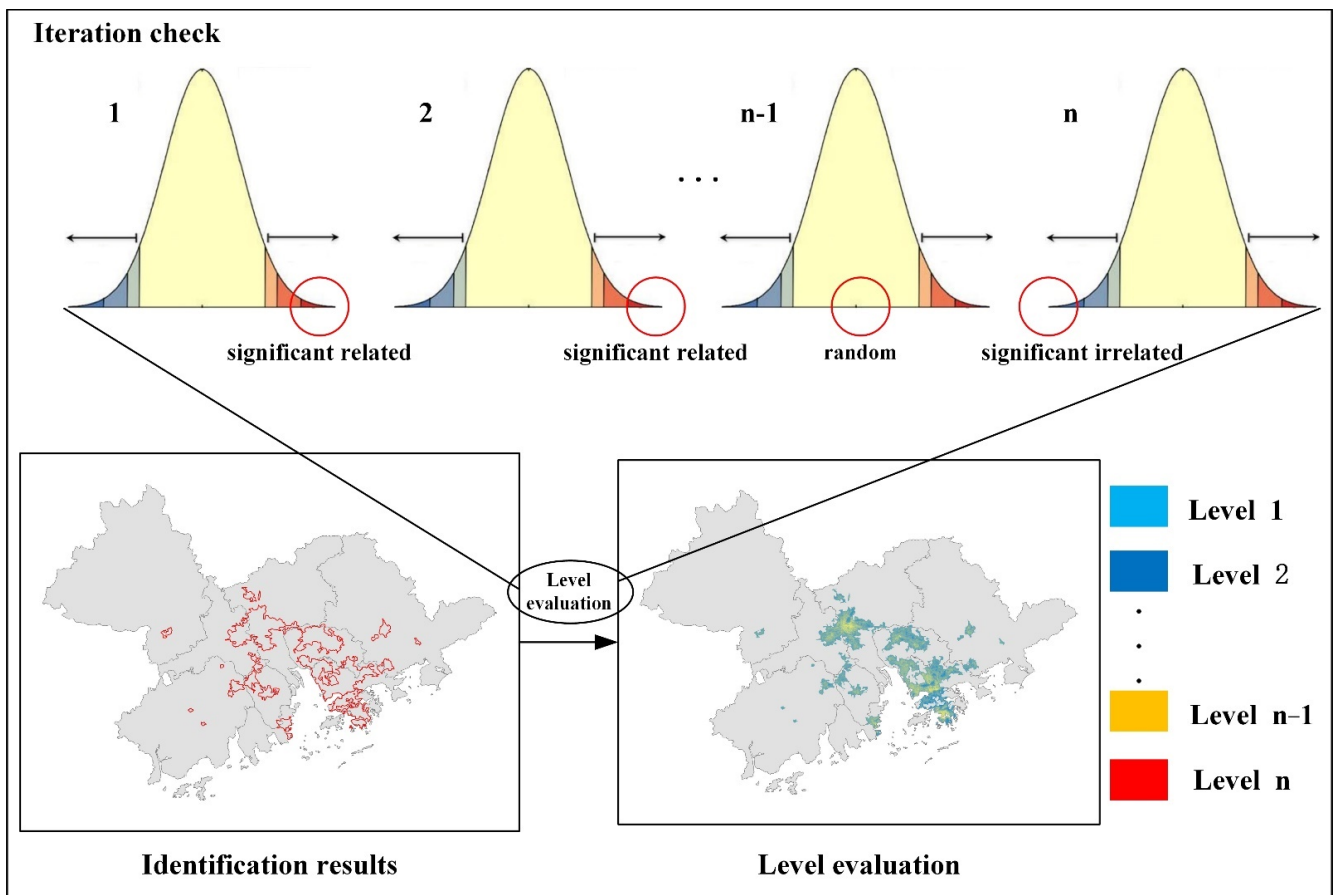 Iteration check
1
2
n-1
n
. . .
significant related
significant related
random
significant irrelated
Level
evaluation
Level 1
Level 2
.
.
.
Level n-1
Level n
Identification results
Level evaluation